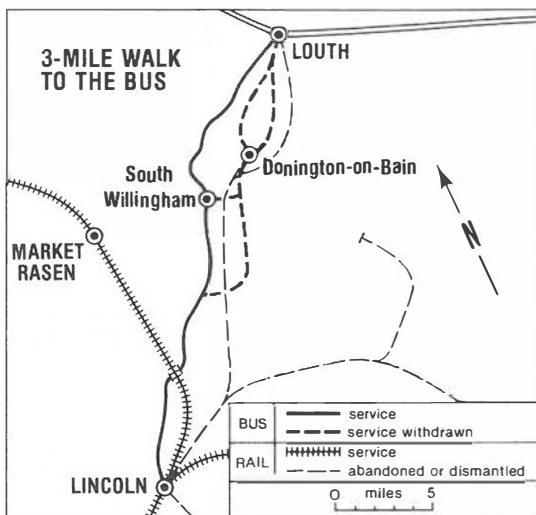 3-MILE WALK
TO THE BUS
LOUTH
Donington-on-Bain
South
Willingham
N
MARKET
RASEN
LINCOLN
BUS
service
service withdrawn
RAIL
service
abandoned or dismantled
0 miles 5